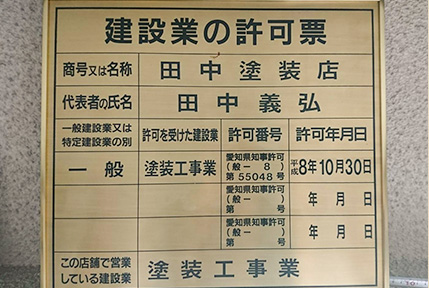 建設業の許可票
商号又は名称 田中塗装店
代表者の氏名 田中義弘
一般建設業又は
特定建設業の別 許可を受けた建設業 許可番号 許可年月日
一般 塗装工事業 愛知県知事許可
(般-8)
第55048号 平成8年10月30日
愛知県知事許可
(般- )
第 号 年 月 日
愛知県知事許可
(般- )
第 号 年 月 日
この店舗で営業
している建設業 塗装工事業